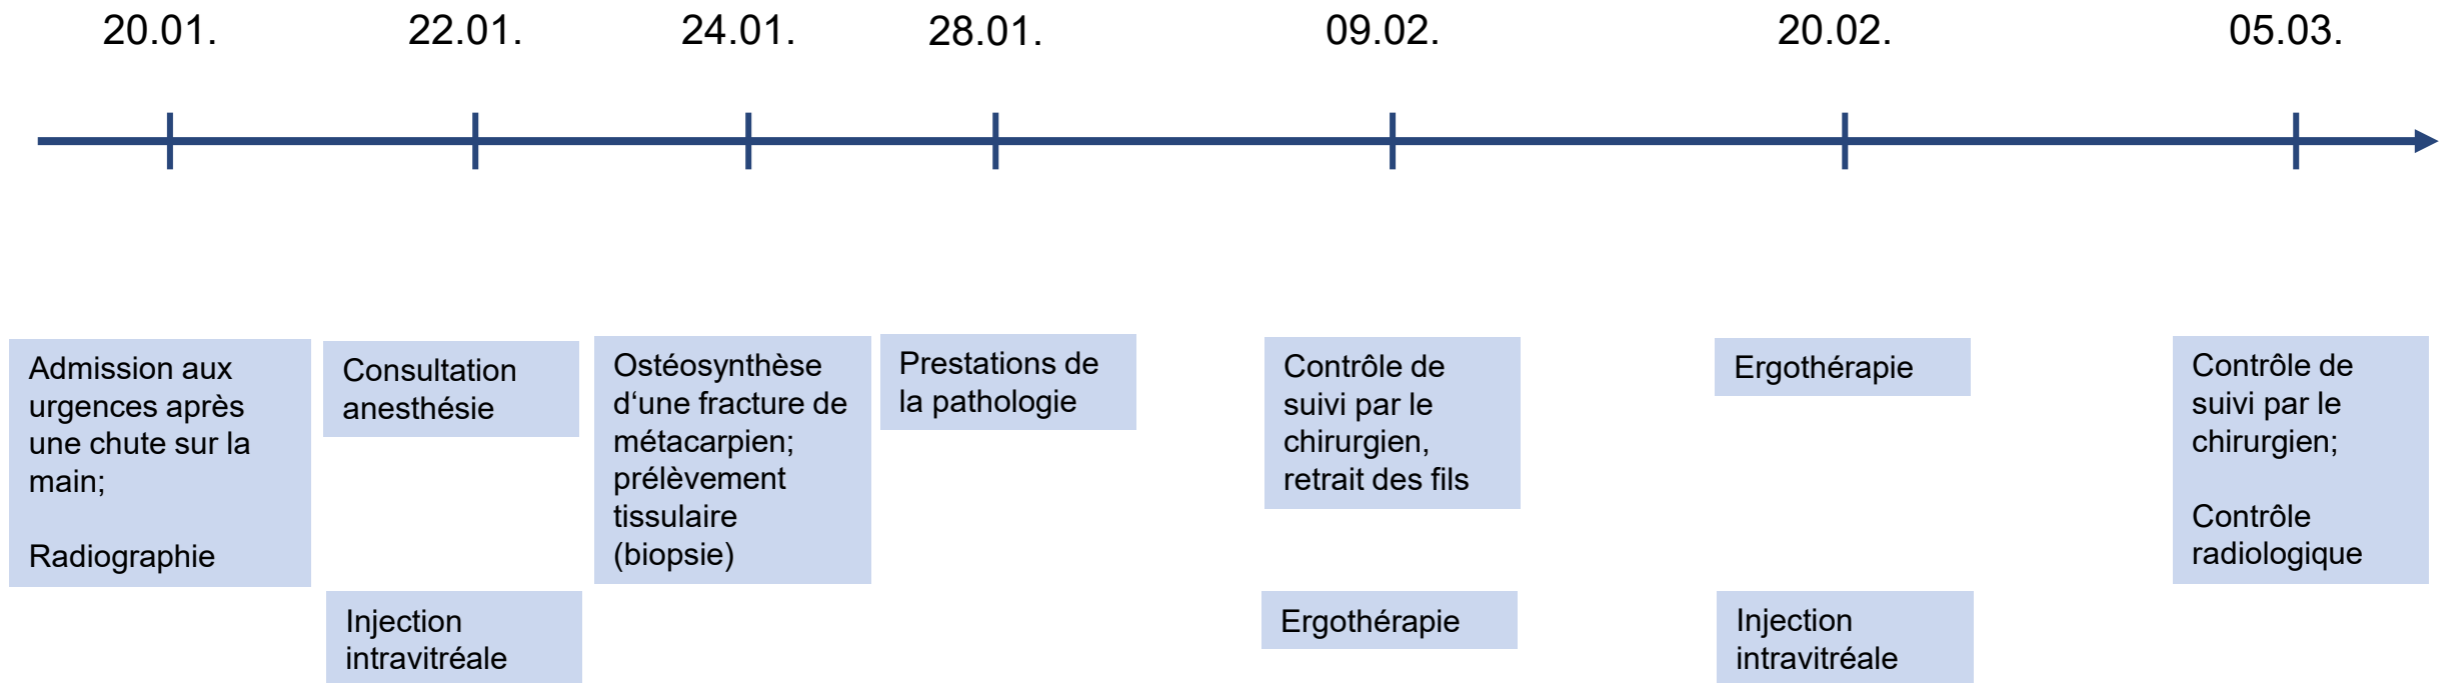 20.01.
22.01.
24.01.
28.01.
09.02.
20.02.
05.03.
Admission aux
urgences après
une chute sur la
main;
Radiographie
Consultation
anesthésie
Injection
intravitréale
Ostéosynthèse
d‘une fracture de
métacarpien;
prélèvement
tissulaire
(biopsie)
Prestations de
la pathologie
Contrôle de
suivi par le
chirurgien,
retrait des fils
Ergothérapie
Ergothérapie
Injection
intravitréale
Contrôle de
suivi par le
chirurgien;
Contrôle
radiologique